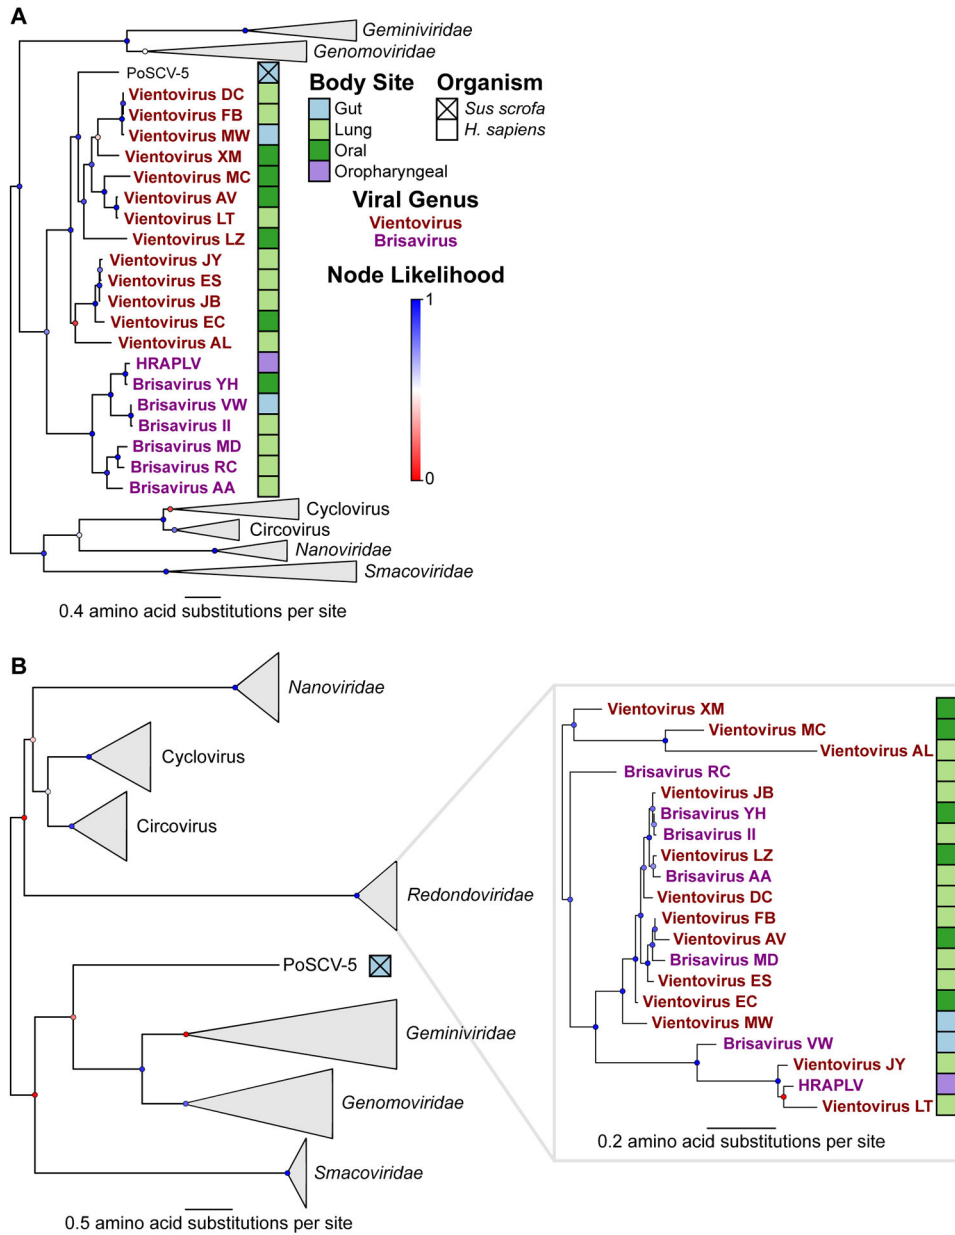 A
Geminiviridae
Genomoviridae
PoSCV-5
Vientovirus DC
Vientovirus FB
Vientovirus MW
Vientovirus XM
Vientovirus MC
Vientovirus AV
Vientovirus LT
Vientovirus LZ
Vientovirus JY
Vientovirus ES
Vientovirus JB
Vientovirus EC
Vientovirus AL
HRAPLV
Brisavirus YH
Brisavirus VW
Brisavirus II
Brisavirus MD
Brisavirus RC
Brisavirus AA
Cyclovirus
Circovirus
Nanoviridae
Smacoviridae
0.4 amino acid substitutions per site
Body Site
Gut
Lung
Oral
Oropharyngeal
Organism
Sus scrofa
H. sapiens
Viral Genus
Vientovirus
Brisavirus
Node Likelihood
1
0
B
Nanoviridae
Cyclovirus
Circovirus
Redondoviridae
PoSCV-5
Geminiviridae
Genomoviridae
Smacoviridae
0.5 amino acid substitutions per site
Vientovirus XM
Vientovirus MC
Vientovirus AL
Brisavirus RC
Vientovirus JB
Brisavirus YH
Brisavirus II
Vientovirus LZ
Brisavirus AA
Vientovirus DC
Vientovirus FB
Vientovirus AV
Brisavirus MD
Vientovirus ES
Vientovirus EC
Vientovirus MW
Brisavirus VW
Vientovirus JY
HRAPLV
Vientovirus LT
0.2 amino acid substitutions per site